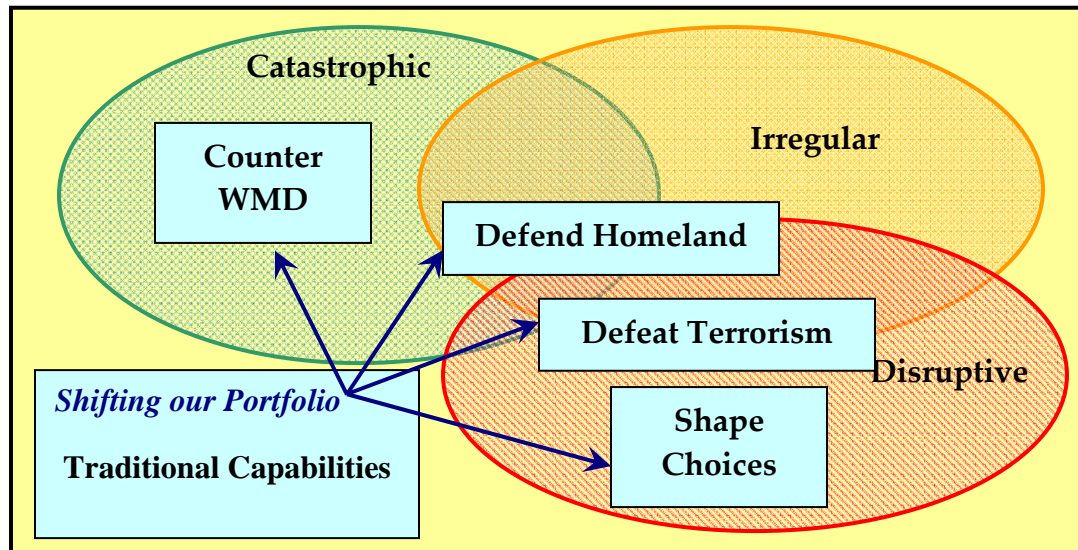 Catastrophic
Irregular
Counter
WMD
Defend Homeland
Defeat Terrorism
Disruptive
Shifting our Portfolio
Traditional Capabilities
Shape
Choices